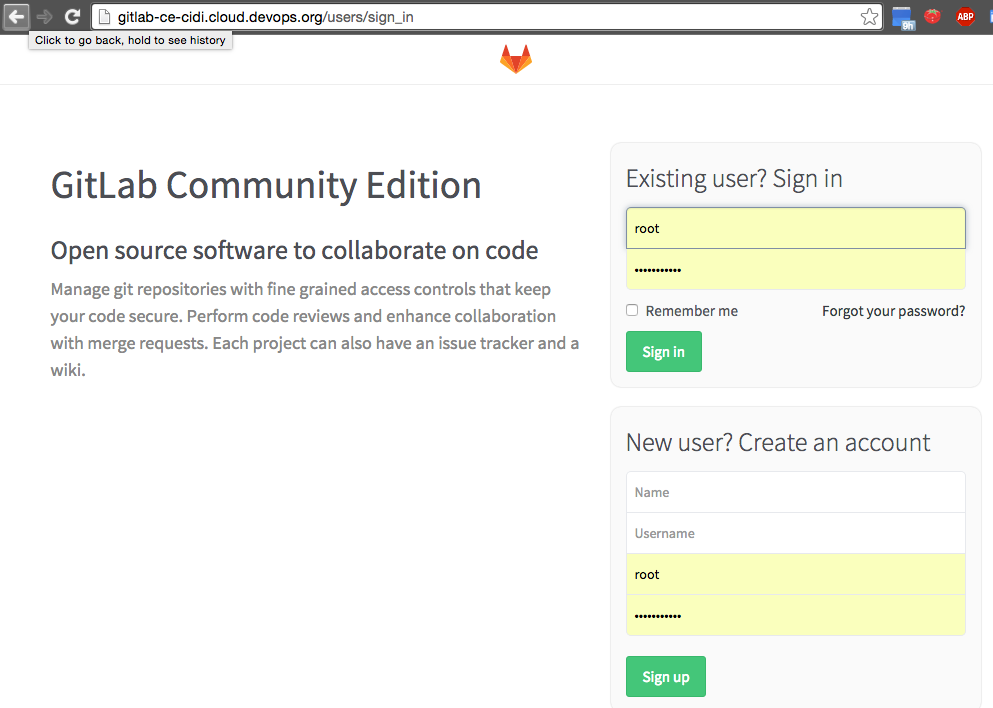 gitlab-ce-cidi.cloud.devops.org/users/sign_in
9h
ABP
Click to go back, hold to see history
GitLab Community Edition
Open source software to collaborate on code
Manage git repositories with fine grained access controls that keep
your code secure. Perform code reviews and enhance collaboration
with merge requests. Each project can also have an issue tracker and a
wiki.
Existing user? Sign in
root
•••••••••••
Remember me
Forgot your password?
Sign in
New user? Create an account
Name
Username
root
•••••••••••
Sign up